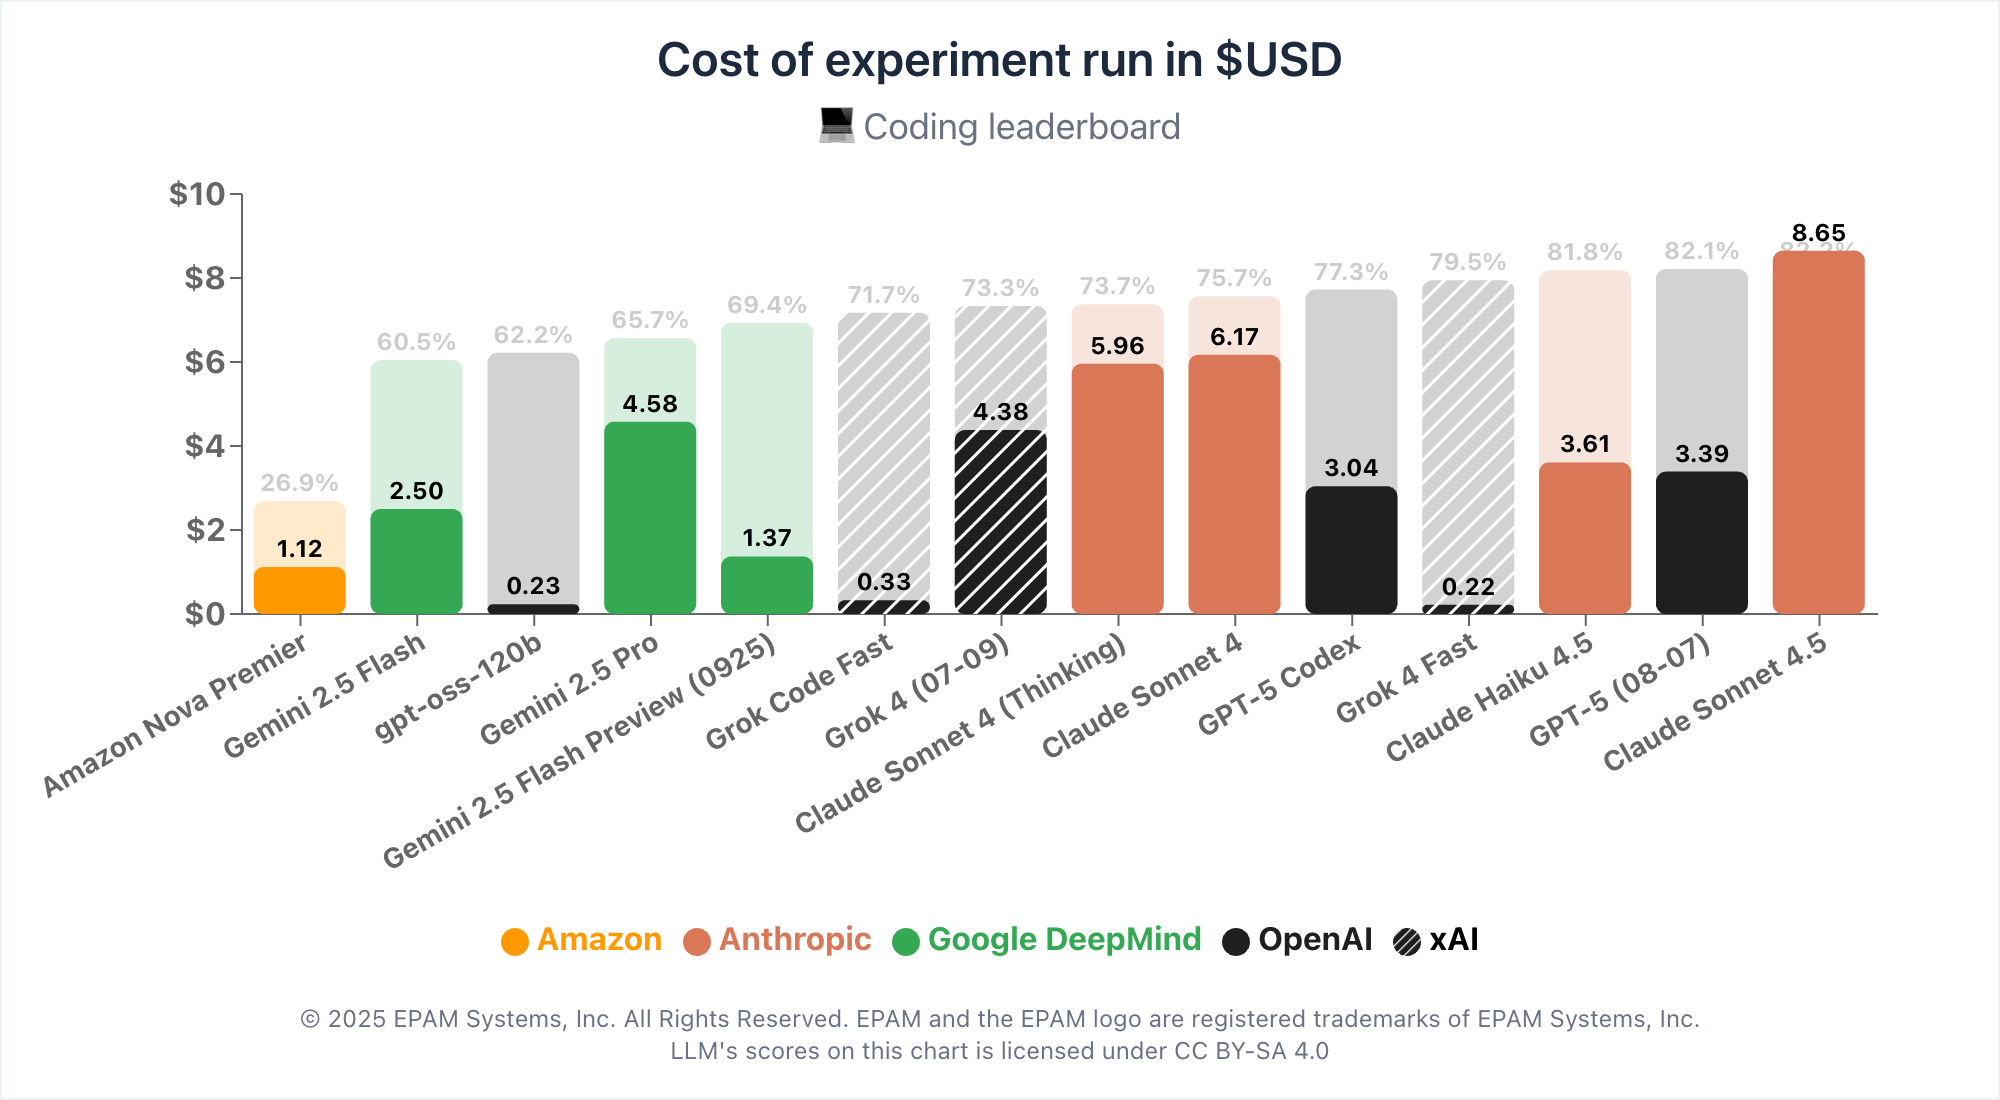 Cost of experiment run in $USD
💻 Coding leaderboard
$10
$8
$6
$4
$2
$0
26.9%
60.5%
62.2%
65.7%
69.4%
71.7%
73.3%
73.7%
75.7%
77.3%
79.5%
81.8%
82.1%
1.12
2.50
0.23
4.58
1.37
0.33
4.38
5.96
6.17
3.04
0.22
3.61
3.39
8.65
Amazon Nova Premier
Gemini 2.5 Flash
gpt-oss-120b
Gemini 2.5 Pro
Gemini 2.5 Flash Preview (0925)
Grok Code Fast
Grok 4 (07-09)
Claude Sonnet 4 (Thinking)
Claude Sonnet 4
GPT-5 Codex
Grok 4 Fast
Claude Haiku 4.5
GPT-5 (08-07)
Claude Sonnet 4.5
Amazon Anthropic Google DeepMind OpenAI xAI
© 2025 EPAM Systems, Inc. All Rights Reserved. EPAM and the EPAM logo are registered trademarks of EPAM Systems, Inc.
LLM's scores on this chart is licensed under CC BY-SA 4.0